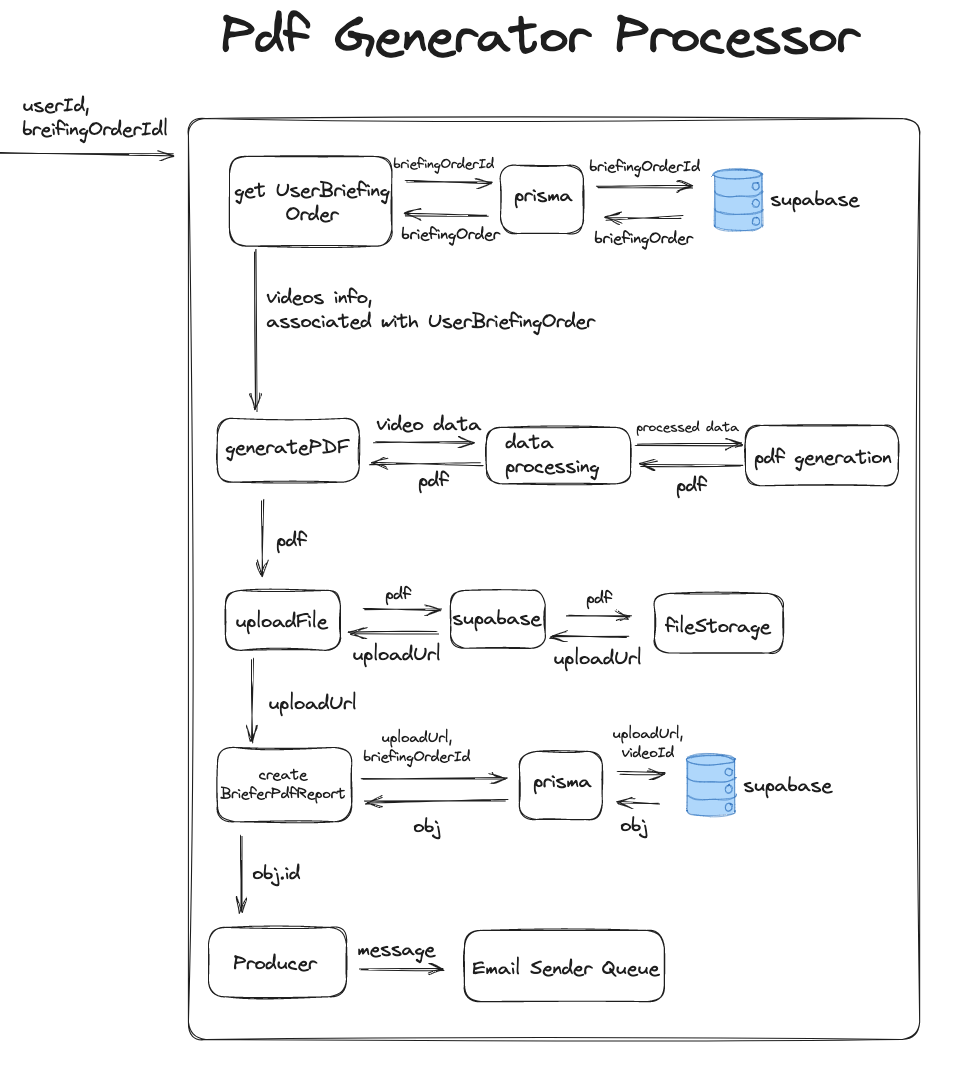 Pdf Generator Processor
userId,
breifingOrderIdl
get UserBriefing
Order
briefingOrderId
briefingOrder
prisma
briefingOrderId
briefingOrder
supabase
videos info,
associated with UserBriefingOrder
generatePDF
video data
pdf
data
processing
processed data
pdf
pdf generation
pdf
uploadFile
pdf
uploadUrl
supabase
pdf
uploadUrl
fileStorage
uploadUrl
create
BrieferPdfReport
uploadUrl,
briefingOrderId
obj
prisma
uploadUrl,
videoId
obj
supabase
obj.id
Producer
message
Email Sender Queue